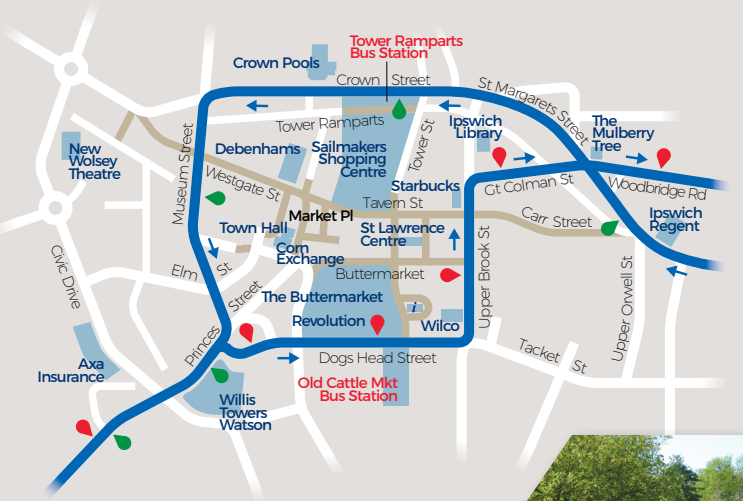 Tower Ramparts
Bus Station
Crown Pools
Crown Street
St Margarets Street
Tower Ramparts
Ipswich
Library
The
Mulberry
Tree
Museum Street
Debenhams
Sailmakers
Shopping
Centre
Tower St
New
Wolsey
Theatre
Westgate St
Starbucks
Gt Colman St
Woodbridge Rd
Market Pl
Tavern St
Carr Street
Ipswich
Regent
Town Hall
St Lawrence
Centre
Corn
Exchange
Civic Drive
Elm St
Buttermarket
Upper Brook St
Upper Orwell St
The Buttermarket
Princes Street
Revolution
i
Wilco
Dogs Head Street
Tacket St
Axa
Insurance
Old Cattle Mkt
Bus Station
Willis
Towers
Watson